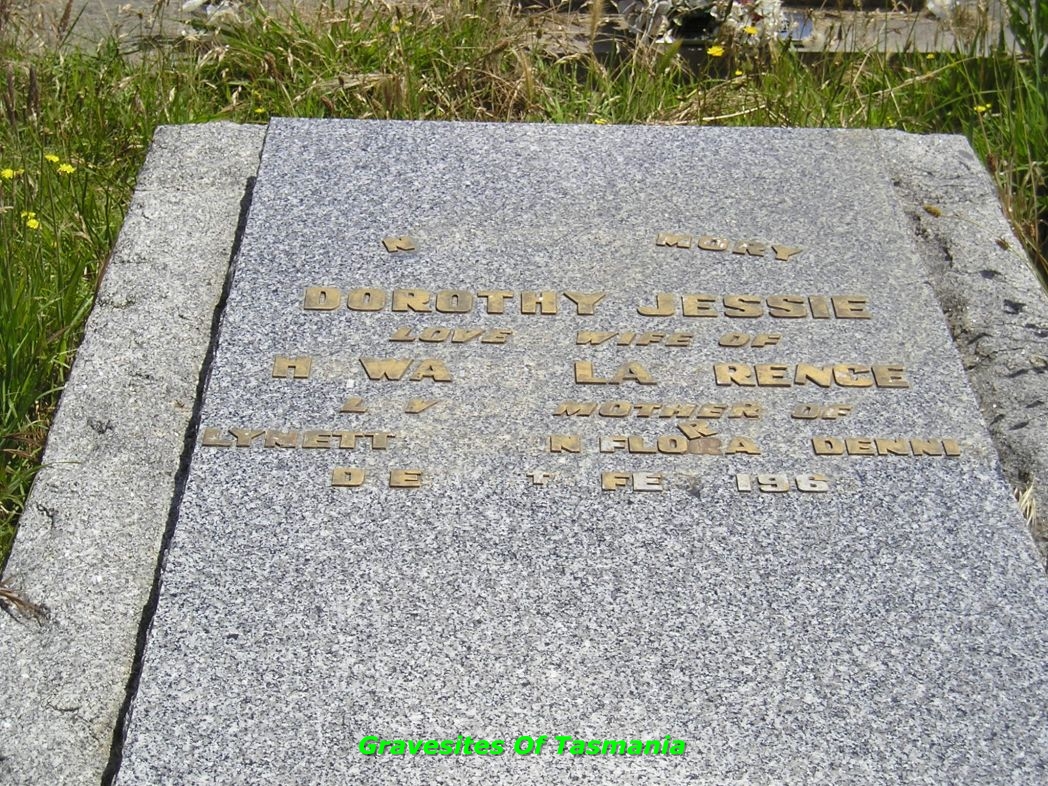 N MORY
DOROTHY JESSIE
LOVE WIFE OF
H WA LA RENCE
L V MOTHER OF
R
LYNETT N FLORA DENNI
D E T FE 196
Gravesites Of Tasmania